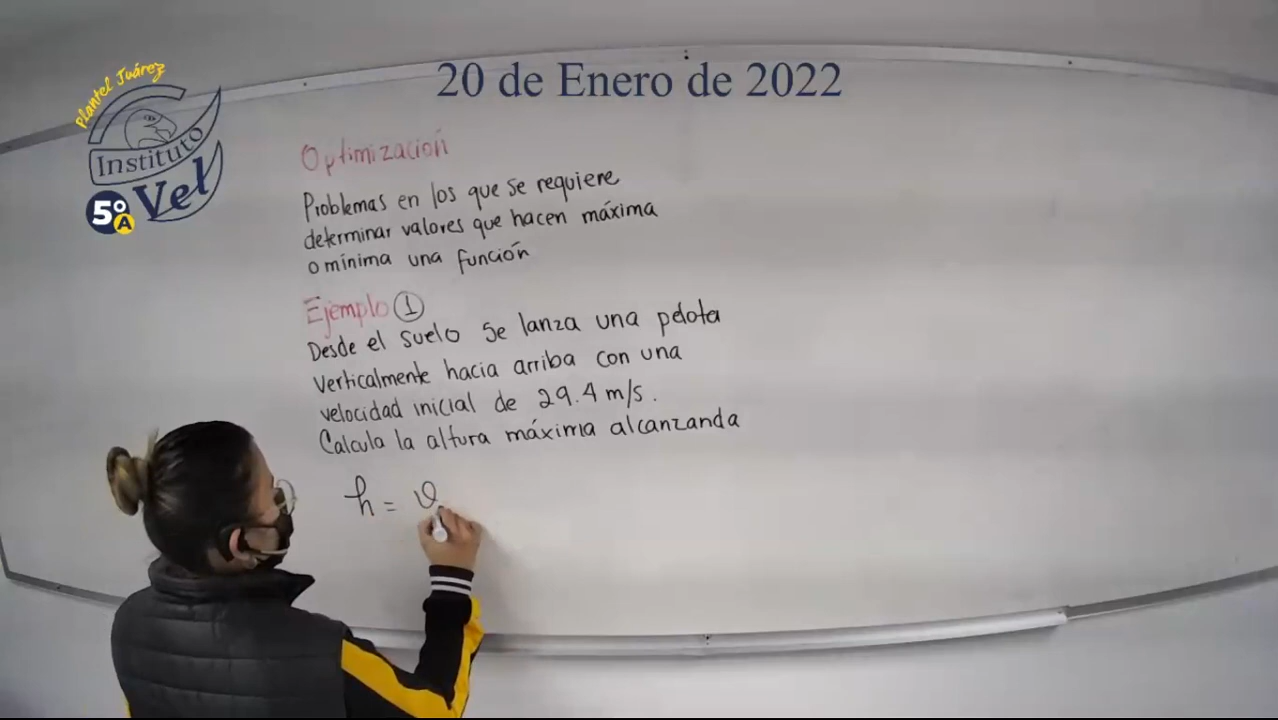 20 de Enero de 2022
Plantel Juárez
Instituto
Vel
5º
A
Optimización
Problemas en los que se requiere
determinar valores que hacen máxima
o mínima una función
Ejemplo 1
Desde el suelo se lanza una pelota
verticalmente hacia arriba con una
velocidad inicial de 29.4 m/s.
Calcula la altura máxima alcanzanda
h = v